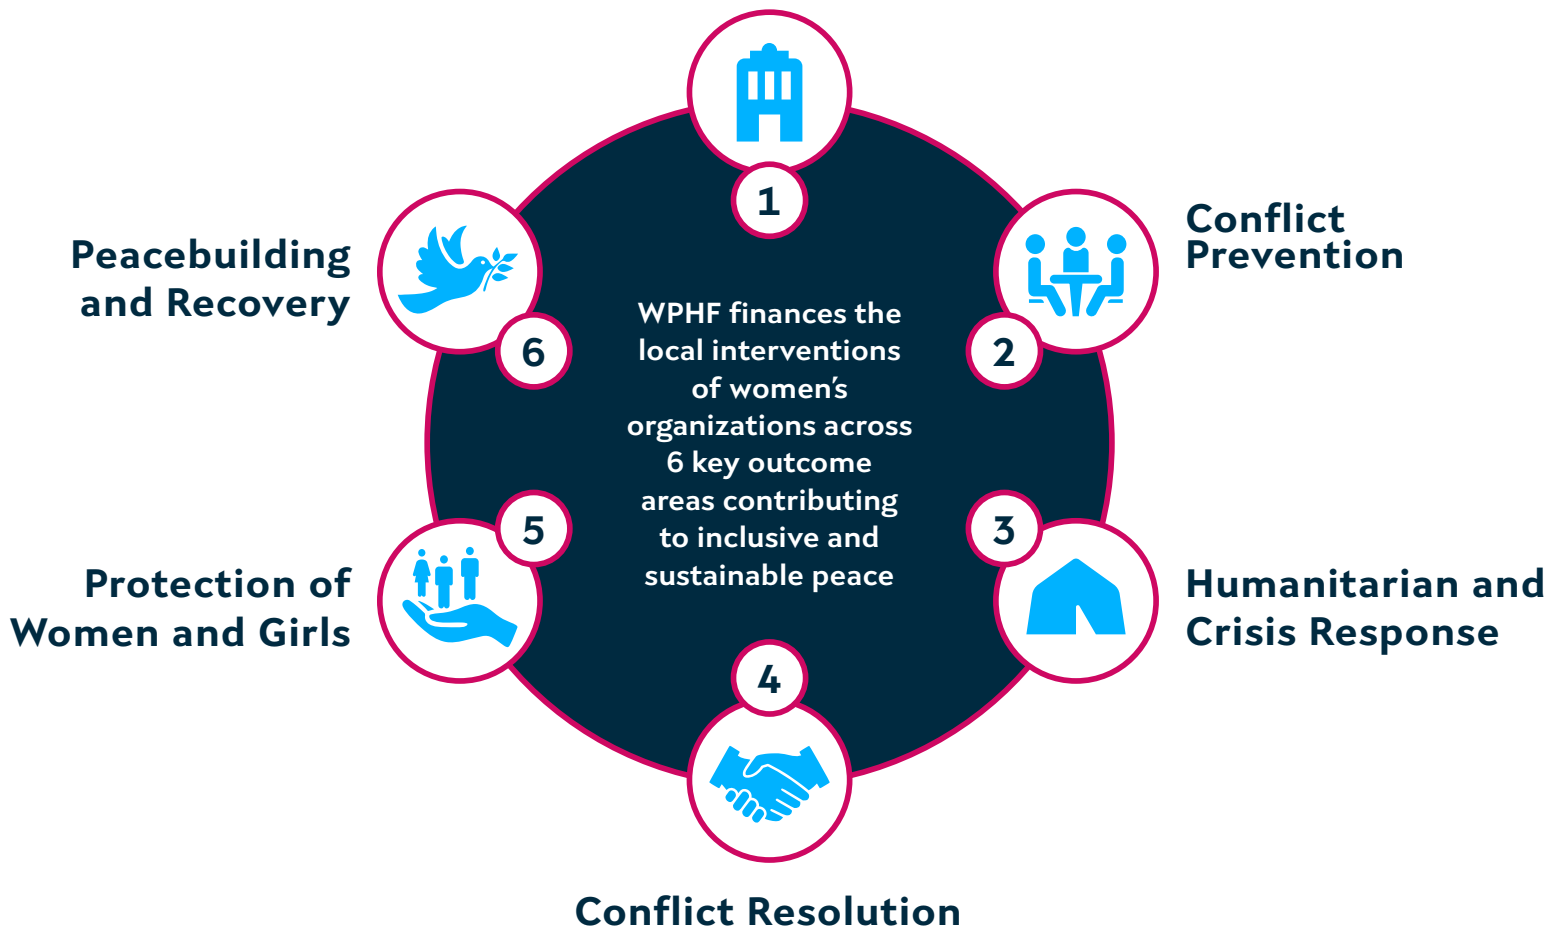 1
Conflict
Prevention
2
3
Humanitarian and
Crisis Response
4
Conflict Resolution
5
Protection of
Women and Girls
6
Peacebuilding
and Recovery
WPHF finances the
local interventions
of women's
organizations across
6 key outcome
areas contributing
to inclusive and
sustainable peace